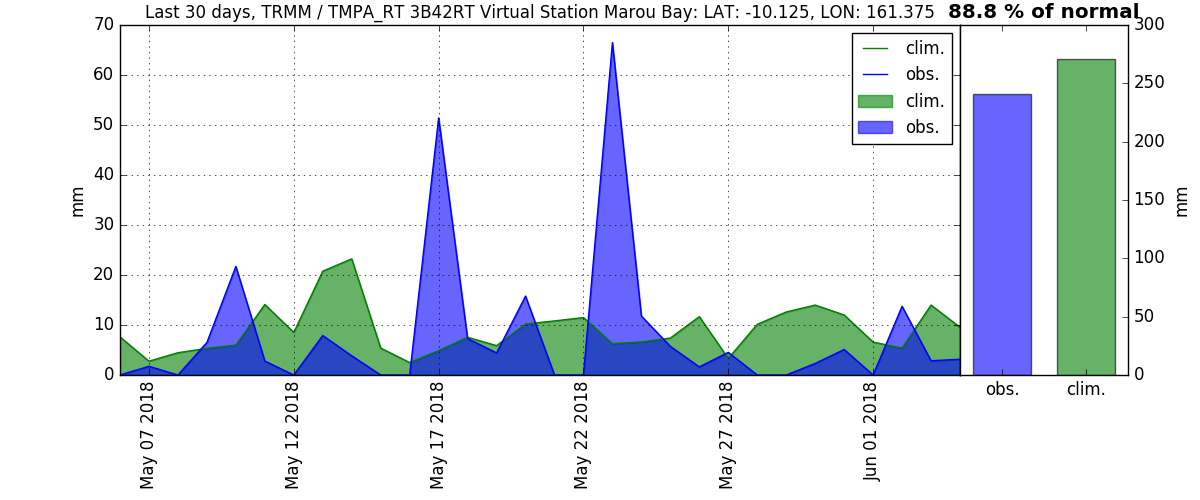 Last 30 days, TRMM / TMPA_RT 3B42RT Virtual Station Marou Bay: LAT: -10.125, LON: 161.375 88.8 % of normal
70
60
50
40
30
20
10
0
mm
clim.
obs.
clim.
obs.
May 07 2018
May 12 2018
May 17 2018
May 22 2018
May 27 2018
Jun 01 2018
300
250
200
150
100
50
0
mm
obs.
clim.